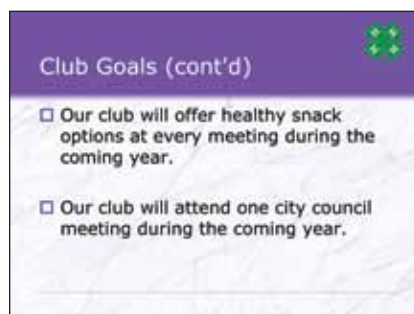 Club Goals (cont'd)
Our club will offer healthy snack
options at every meeting during the
coming year.
Our club will attend one city council
meeting during the coming year.